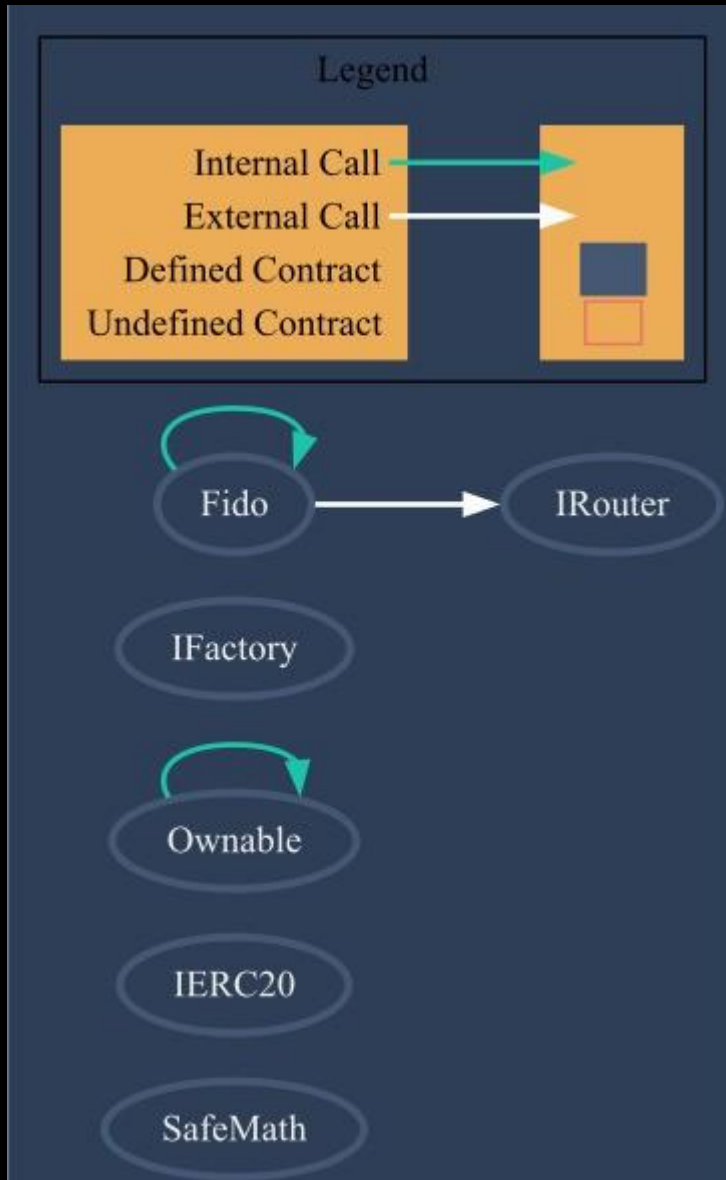 Legend
Internal Call
External Call
Defined Contract
Undefined Contract
Fido IRouter
IFactory
Ownable
IERC20
SafeMath